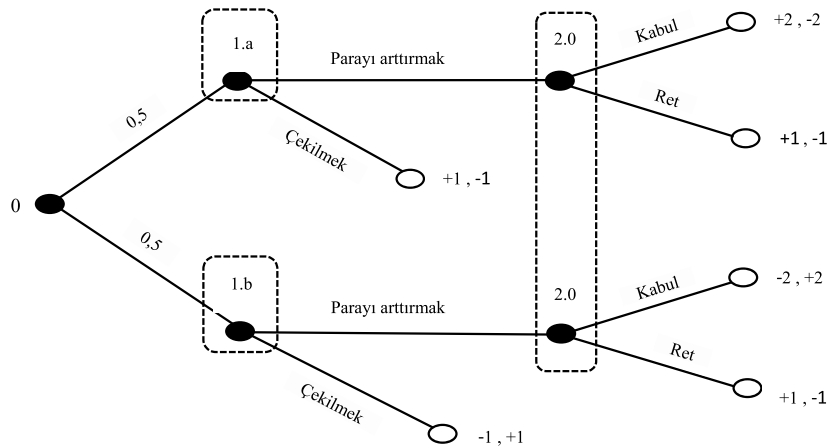 1.a
2.0
Parayı arttırmak
Kabul
+2 , -2
Ret
+1 , -1
0,5
Çekilmek
+1 , -1
0
0,5
1.b
2.0
Parayı arttırmak
Kabul
-2 , +2
Ret
+1 , -1
Çekilmek
-1 , +1